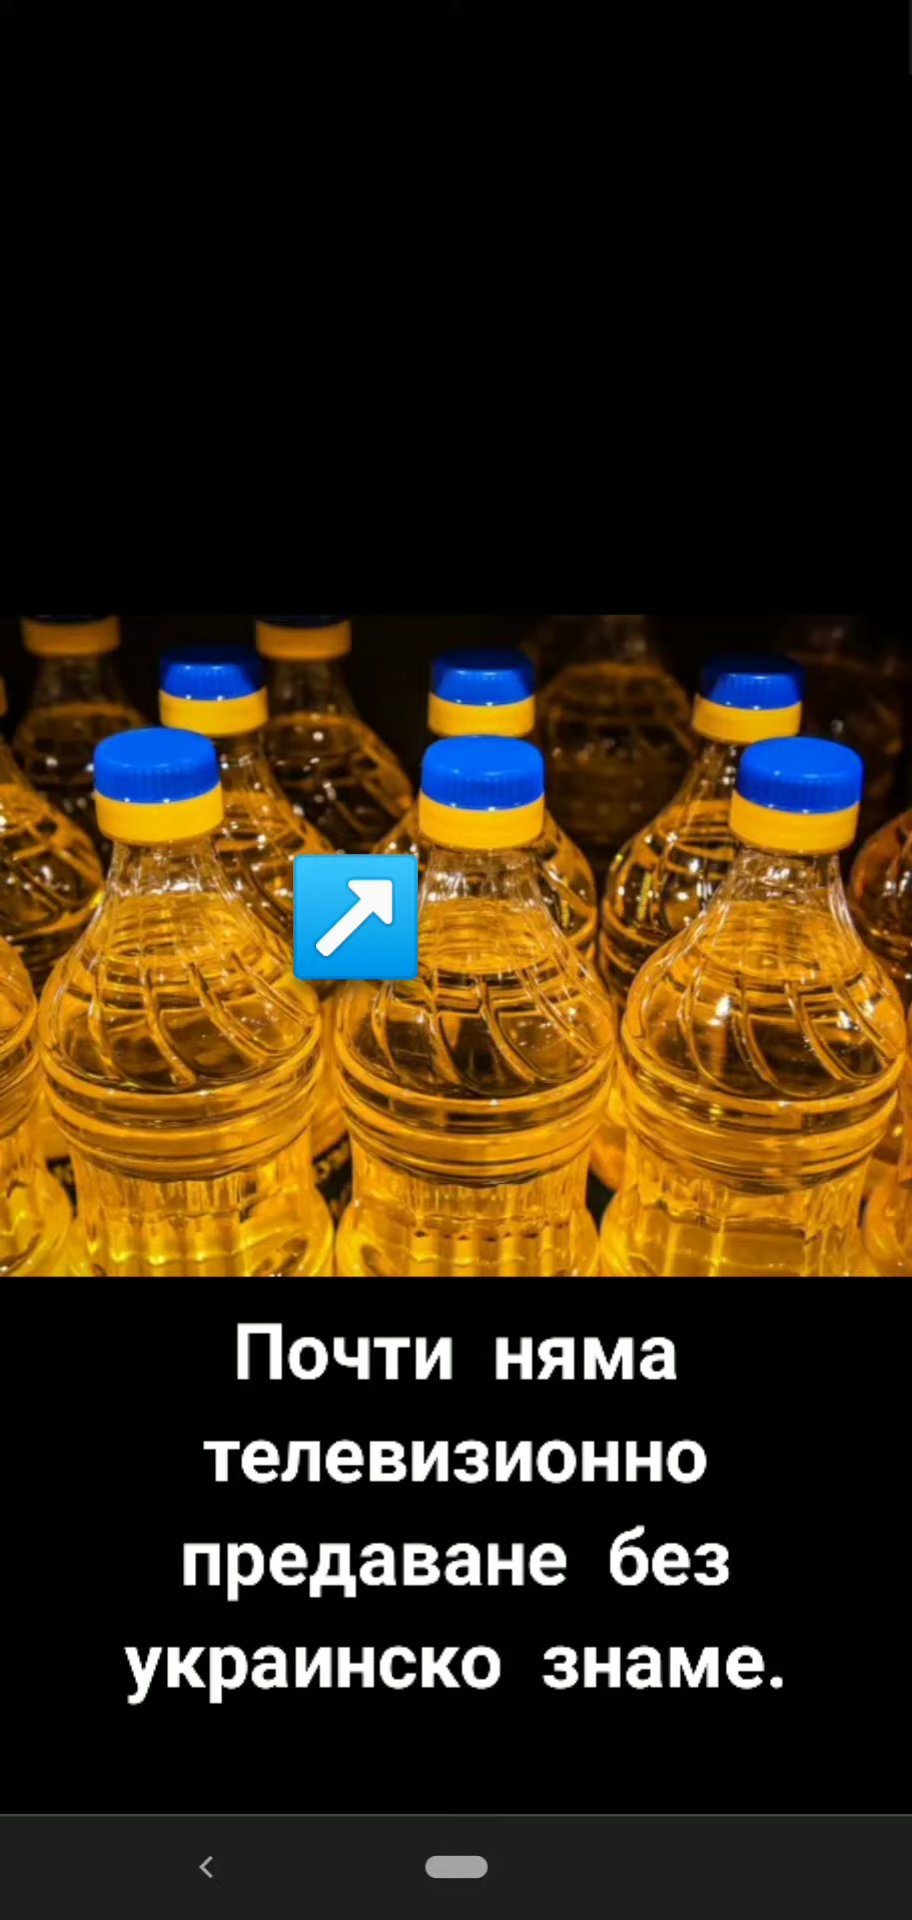 Почти няма
телевизионно
предаване без
украинско знаме.